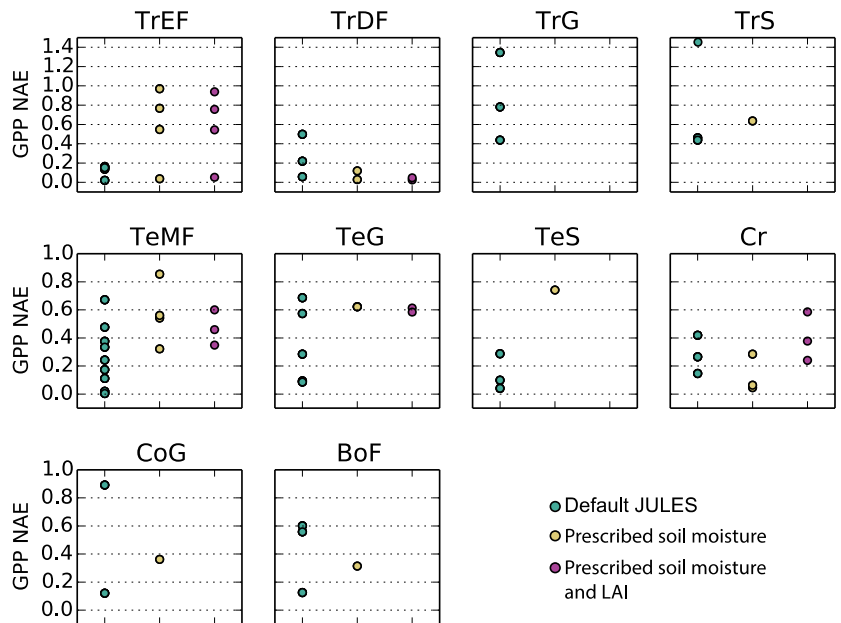 TrEF TrDF TrG TrS
GPP NAE
1.4
1.2
1.0
0.8
0.6
0.4
0.2
0.0
TeMF TeG TeS Cr
GPP NAE
1.0
0.8
0.6
0.4
0.2
0.0
CoG BoF
GPP NAE
1.0
0.8
0.6
0.4
0.2
0.0
Default JULES
Prescribed soil moisture
Prescribed soil moisture
and LAI